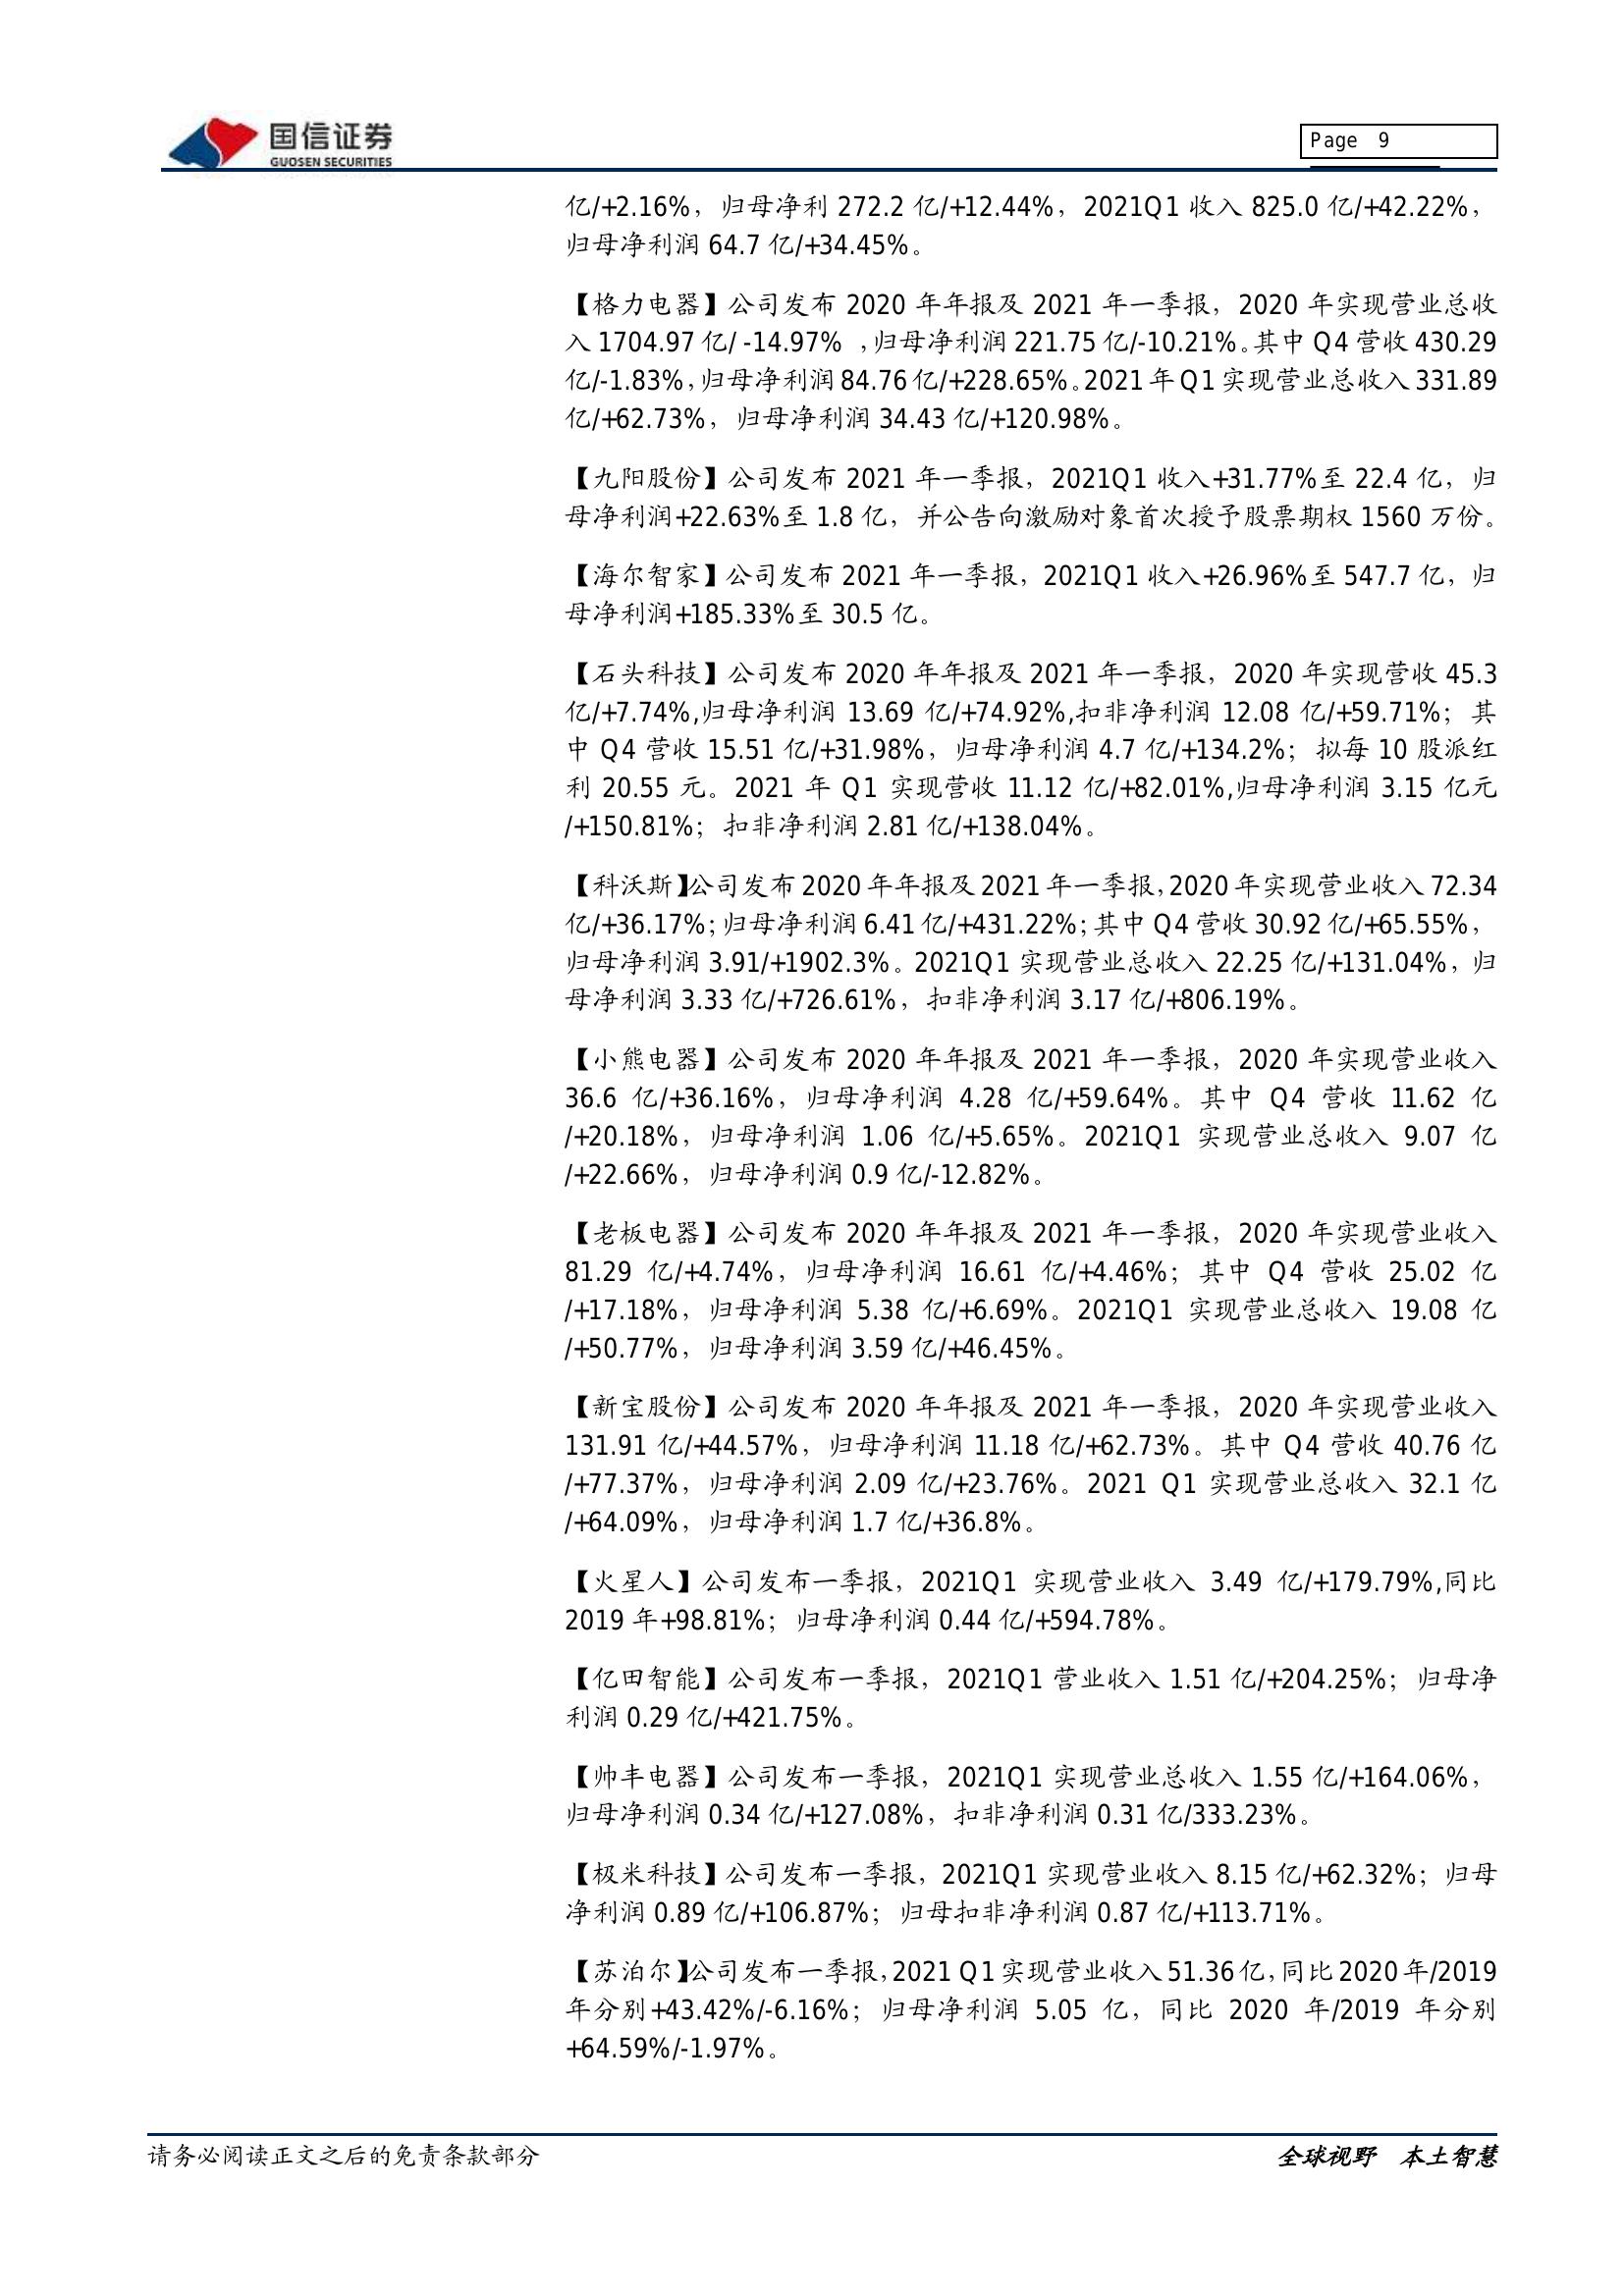 国信证券
GUOSEN SECURITIES
Page 9
亿/+2.16%，归母净利 272.2 亿/+12.44%，2021Q1 收入 825.0 亿/+42.22%，
归母净利润 64.7 亿/+34.45%。
【格力电器】公司发布 2020 年年报及 2021 年一季报，2020 年实现营业总收
入 1704.97 亿/ -14.97% ，归母净利润 221.75 亿/-10.21%。其中 Q4 营收 430.29
亿/-1.83%，归母净利润 84.76 亿/+228.65%。2021 年 Q1 实现营业总收入 331.89
亿/+62.73%，归母净利润 34.43 亿/+120.98%。
【九阳股份】公司发布 2021 年一季报，2021Q1 收入+31.77%至 22.4 亿，归
母净利润+22.63%至 1.8 亿，并公告向激励对象首次授予股票期权 1560 万份。
【海尔智家】公司发布 2021 年一季报，2021Q1 收入+26.96%至 547.7 亿，归
母净利润+185.33%至 30.5 亿。
【石头科技】公司发布 2020 年年报及 2021 年一季报，2020 年实现营收 45.3
亿/+7.74%,归母净利润 13.69 亿/+74.92%,扣非净利润 12.08 亿/+59.71%；其
中 Q4 营收 15.51 亿/+31.98%，归母净利润 4.7 亿/+134.2%；拟每 10 股派红
利 20.55 元。2021 年 Q1 实现营收 11.12 亿/+82.01%,归母净利润 3.15 亿元
/+150.81%；扣非净利润 2.81 亿/+138.04%。
【科沃斯】公司发布 2020 年年报及 2021 年一季报，2020 年实现营业收入 72.34
亿/+36.17%；归母净利润 6.41 亿/+431.22%；其中 Q4 营收 30.92 亿/+65.55%，
归母净利润 3.91/+1902.3%。2021Q1 实现营业总收入 22.25 亿/+131.04%，归
母净利润 3.33 亿/+726.61%，扣非净利润 3.17 亿/+806.19%。
【小熊电器】公司发布 2020 年年报及 2021 年一季报，2020 年实现营业收入
36.6 亿/+36.16%，归母净利润 4.28 亿/+59.64%。其中 Q4 营收 11.62 亿
/+20.18%，归母净利润 1.06 亿/+5.65%。2021Q1 实现营业总收入 9.07 亿
/+22.66%，归母净利润 0.9 亿/-12.82%。
【老板电器】公司发布 2020 年年报及 2021 年一季报，2020 年实现营业收入
81.29 亿/+4.74%，归母净利润 16.61 亿/+4.46%；其中 Q4 营收 25.02 亿
/+17.18%，归母净利润 5.38 亿/+6.69%。2021Q1 实现营业总收入 19.08 亿
/+50.77%，归母净利润 3.59 亿/+46.45%。
【新宝股份】公司发布 2020 年年报及 2021 年一季报，2020 年实现营业收入
131.91 亿/+44.57%，归母净利润 11.18 亿/+62.73%。其中 Q4 营收 40.76 亿
/+77.37%，归母净利润 2.09 亿/+23.76%。2021 Q1 实现营业总收入 32.1 亿
/+64.09%，归母净利润 1.7 亿/+36.8%。
【火星人】公司发布一季报，2021Q1 实现营业收入 3.49 亿/+179.79%,同比
2019 年+98.81%；归母净利润 0.44 亿/+594.78%。
【亿田智能】公司发布一季报，2021Q1 营业收入 1.51 亿/+204.25%；归母净
利润 0.29 亿/+421.75%。
【帅丰电器】公司发布一季报，2021Q1 实现营业总收入 1.55 亿/+164.06%，
归母净利润 0.34 亿/+127.08%，扣非净利润 0.31 亿/333.23%。
【极米科技】公司发布一季报，2021Q1 实现营业收入 8.15 亿/+62.32%；归母
净利润 0.89 亿/+106.87%；归母扣非净利润 0.87 亿/+113.71%。
【苏泊尔】公司发布一季报，2021 Q1 实现营业收入 51.36 亿，同比 2020 年/2019
年分别+43.42%/-6.16%；归母净利润 5.05 亿，同比 2020 年/2019 年分别
+64.59%/-1.97%。
请务必阅读正文之后的免责条款部分
全球视野 本土智慧